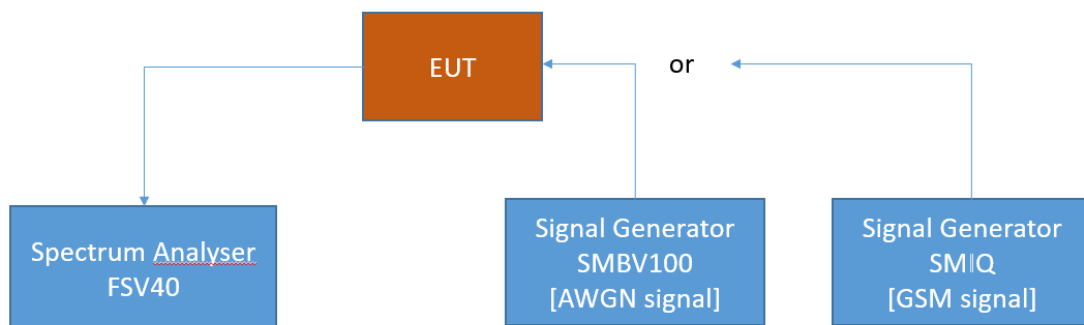 EUT
or
Spectrum Analyser
FSV40
Signal Generator
SMBV100
[AWGN signal]
Signal Generator
SMIQ
[GSM signal]